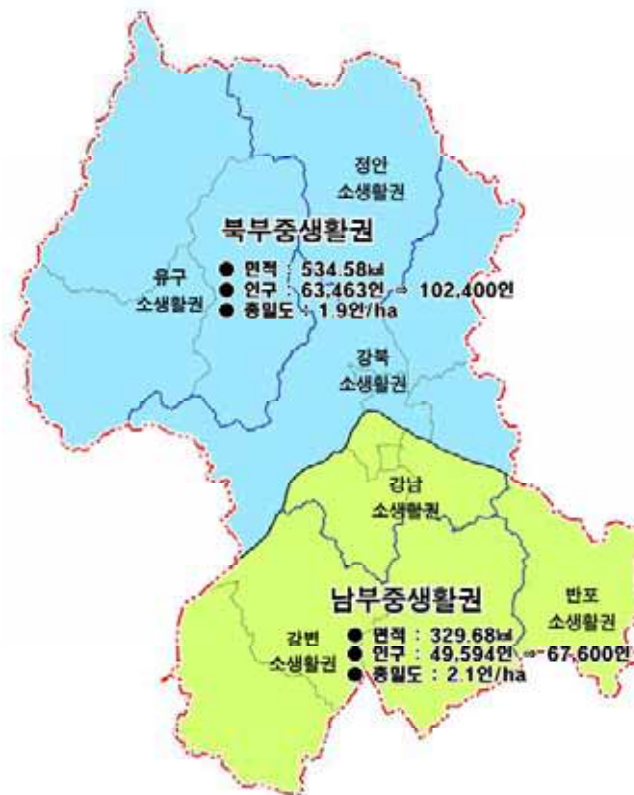 정안
소생활권
북부중생활권
● 면적 : 534.58㎢
● 인구 : 63,463인 ⇨ 102,400인
● 총밀도 : 1.9인/ha
유구
소생활권
강북
소생활권
강남
소생활권
남부중생활권
● 면적 : 329.68㎢
● 인구 : 49,594인 ⇨ 67,600인
● 총밀도 : 2.1인/ha
반포
소생활권
강변
소생활권